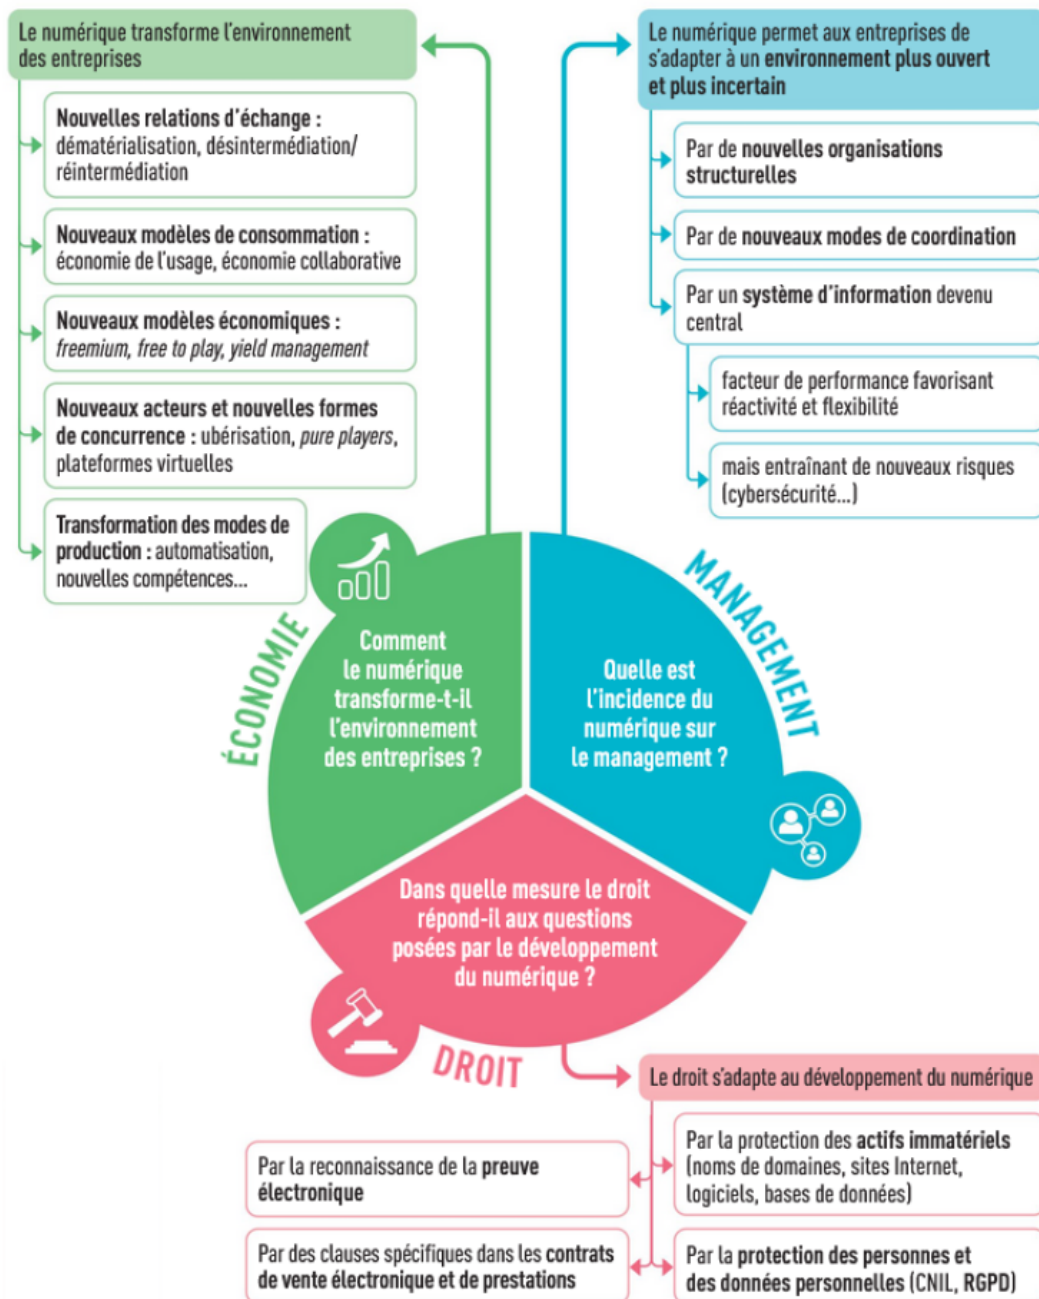 Le numérique transforme l'environnement
des entreprises
Nouvelles relations d'échange :
dématérialisation, désintermédiation/
réintermédiation
Nouveaux modèles de consommation :
économie de l'usage, économie collaborative
Nouveaux modèles économiques :
freemium, free to play, yield management
Nouveaux acteurs et nouvelles formes
de concurrence : ubérisation, pure players,
plateformes virtuelles
Transformation des modes de
production : automatisation,
nouvelles compétences...
Le numérique permet aux entreprises de
s'adapter à un environnement plus ouvert
et plus incertain
Par de nouvelles organisations
structurelles
Par de nouveaux modes de coordination
Par un système d'information devenu
central
facteur de performance favorisant
réactivité et flexibilité
mais entraînant de nouveaux risques
(cybersécurité...)
ÉCONOMIE
Comment
le numérique
transforme-t-il
l'environnement
des entreprises ?
MANAGEMENT
Quelle est
l'incidence du
numérique sur
le management ?
Dans quelle mesure le droit
répond-il aux questions
posées par le développement
du numérique ?
DROIT
Le droit s'adapte au développement du numérique
Par la reconnaissance de la preuve
électronique
Par la protection des actifs immatériels
(noms de domaines, sites Internet,
logiciels, bases de données)
Par des clauses spécifiques dans les contrats
de vente électronique et de prestations
Par la protection des personnes et
des données personnelles (CNIL, RGPD)